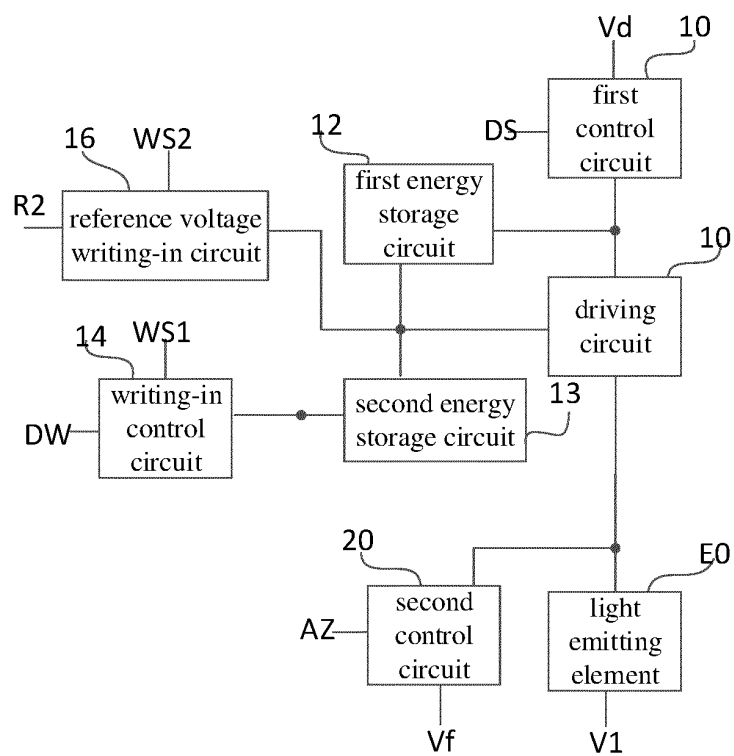 Vd
10
first
control
circuit
DS
12
16
WS2
first energy
storage
circuit
R2
reference voltage
writing-in circuit
10
driving
circuit
14
WS1
writing-in
control
circuit
DW
second energy
storage circuit
13
20
E0
second
control
circuit
AZ
light
emitting
element
Vf
V1